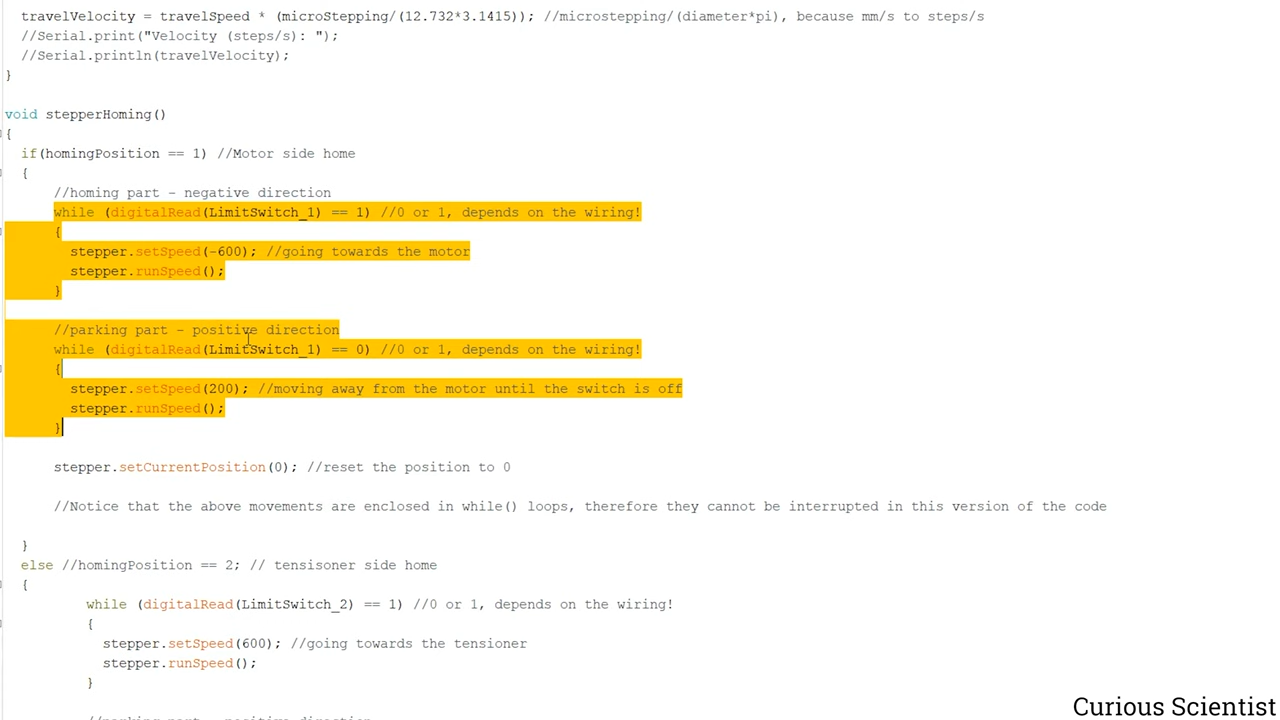 travelVelocity = travelSpeed * (microStepping/(12.732*3.1415)); //microstepping/(diameter*pi), because mm/s to steps/s
//Serial.print("Velocity (steps/s): ");
//Serial.println(travelVelocity);
}
void stepperHoming()
{
if(homingPosition == 1) //Motor side home
{
//homing part - negative direction
while (digitalRead(LimitSwitch_1) == 1) //0 or 1, depends on the wiring!
{
stepper.setSpeed(-600); //going towards the motor
stepper.runSpeed();
}
//parking part - positive direction
while (digitalRead(LimitSwitch_1) == 0) //0 or 1, depends on the wiring!
{
stepper.setSpeed(200); //moving away from the motor until the switch is off
stepper.runSpeed();
}
stepper.setCurrentPosition(0); //reset the position to 0
//Notice that the above movements are enclosed in while() loops, therefore they cannot be interrupted in this version of the code
}
else //homingPosition == 2; // tensisoner side home
{
while (digitalRead(LimitSwitch_2) == 1) //0 or 1, depends on the wiring!
{
stepper.setSpeed(600); //going towards the tensioner
stepper.runSpeed();
}
//parking part - positive direction
Curious Scientist